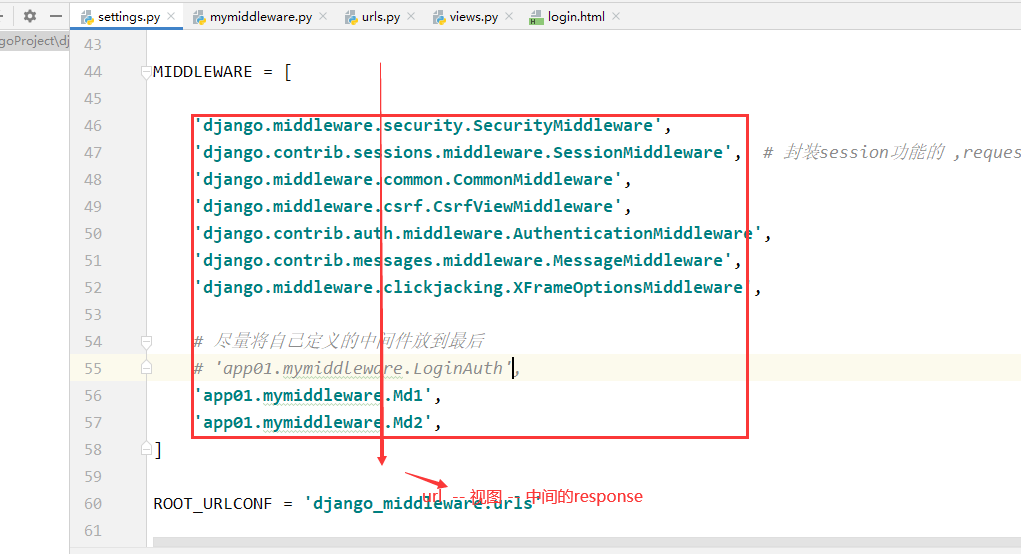 settings.py mymiddleware.py urls.py views.py login.html
goProject\dj
43
44 MIDDLEWARE = [
45
46 'django.middleware.security.SecurityMiddleware',
47 'django.contrib.sessions.middleware.SessionMiddleware', # 封装session功能的 ,reques
48 'django.middleware.common.CommonMiddleware',
49 'django.middleware.csrf.CsrfViewMiddleware',
50 'django.contrib.auth.middleware.AuthenticationMiddleware',
51 'django.contrib.messages.middleware.MessageMiddleware',
52 'django.middleware.clickjacking.XFrameOptionsMiddleware',
53
54 # 尽量将自己定义的中间件放到最后
55 # 'app01.mymiddleware.LoginAuth',
56 'app01.mymiddleware.Md1',
57 'app01.mymiddleware.Md2',
58 ]
59
url -- 视图 -- 中间的response
60 ROOT_URLCONF = 'django_middleware.urls'
61